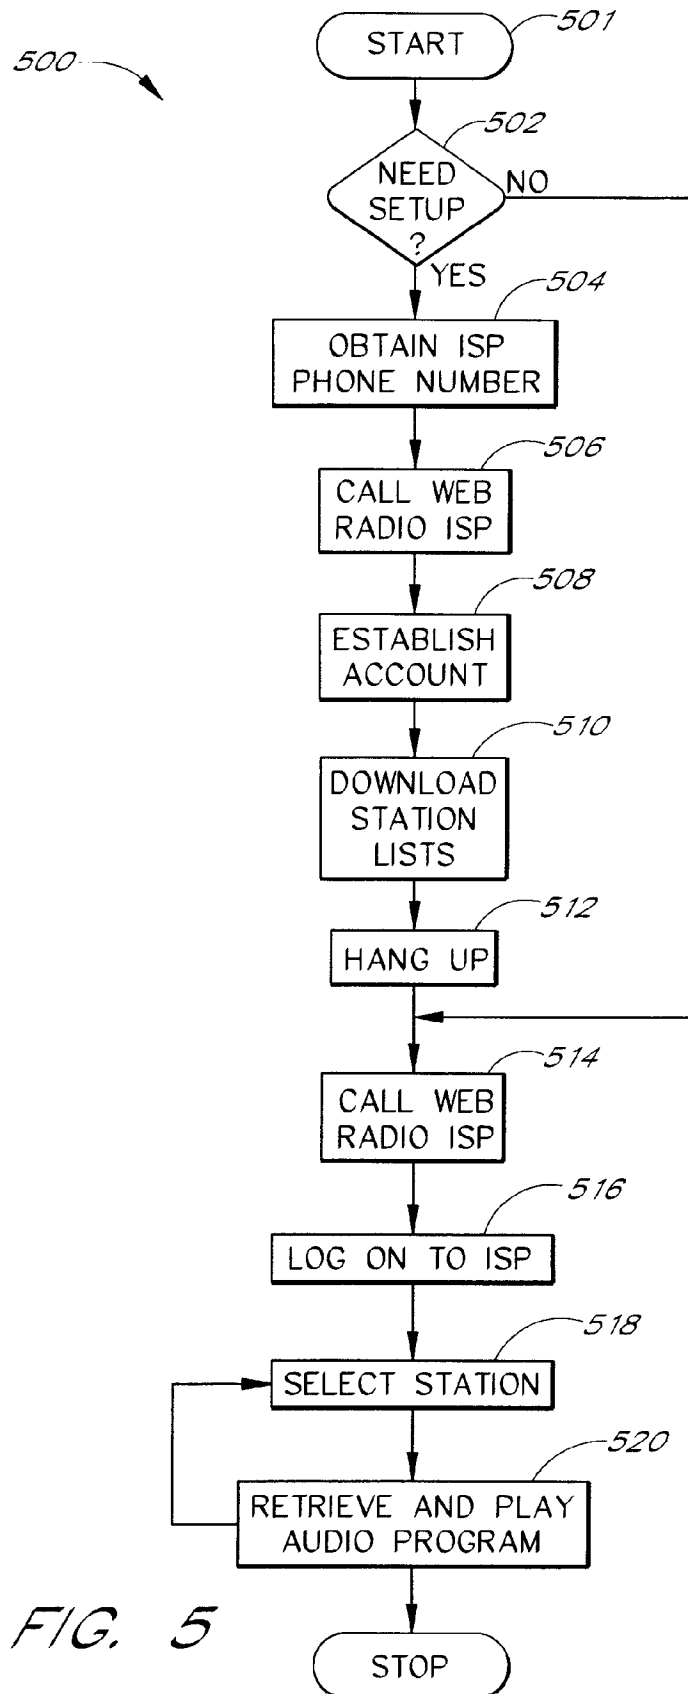 501
START
500
502
NEED
SETUP
?
NO
YES
504
OBTAIN ISP
PHONE NUMBER
506
CALL WEB
RADIO ISP
508
ESTABLISH
ACCOUNT
510
DOWNLOAD
STATION
LISTS
512
HANG UP
514
CALL WEB
RADIO ISP
516
LOG ON TO ISP
518
SELECT STATION
520
RETRIEVE AND PLAY
AUDIO PROGRAM
FIG. 5
STOP